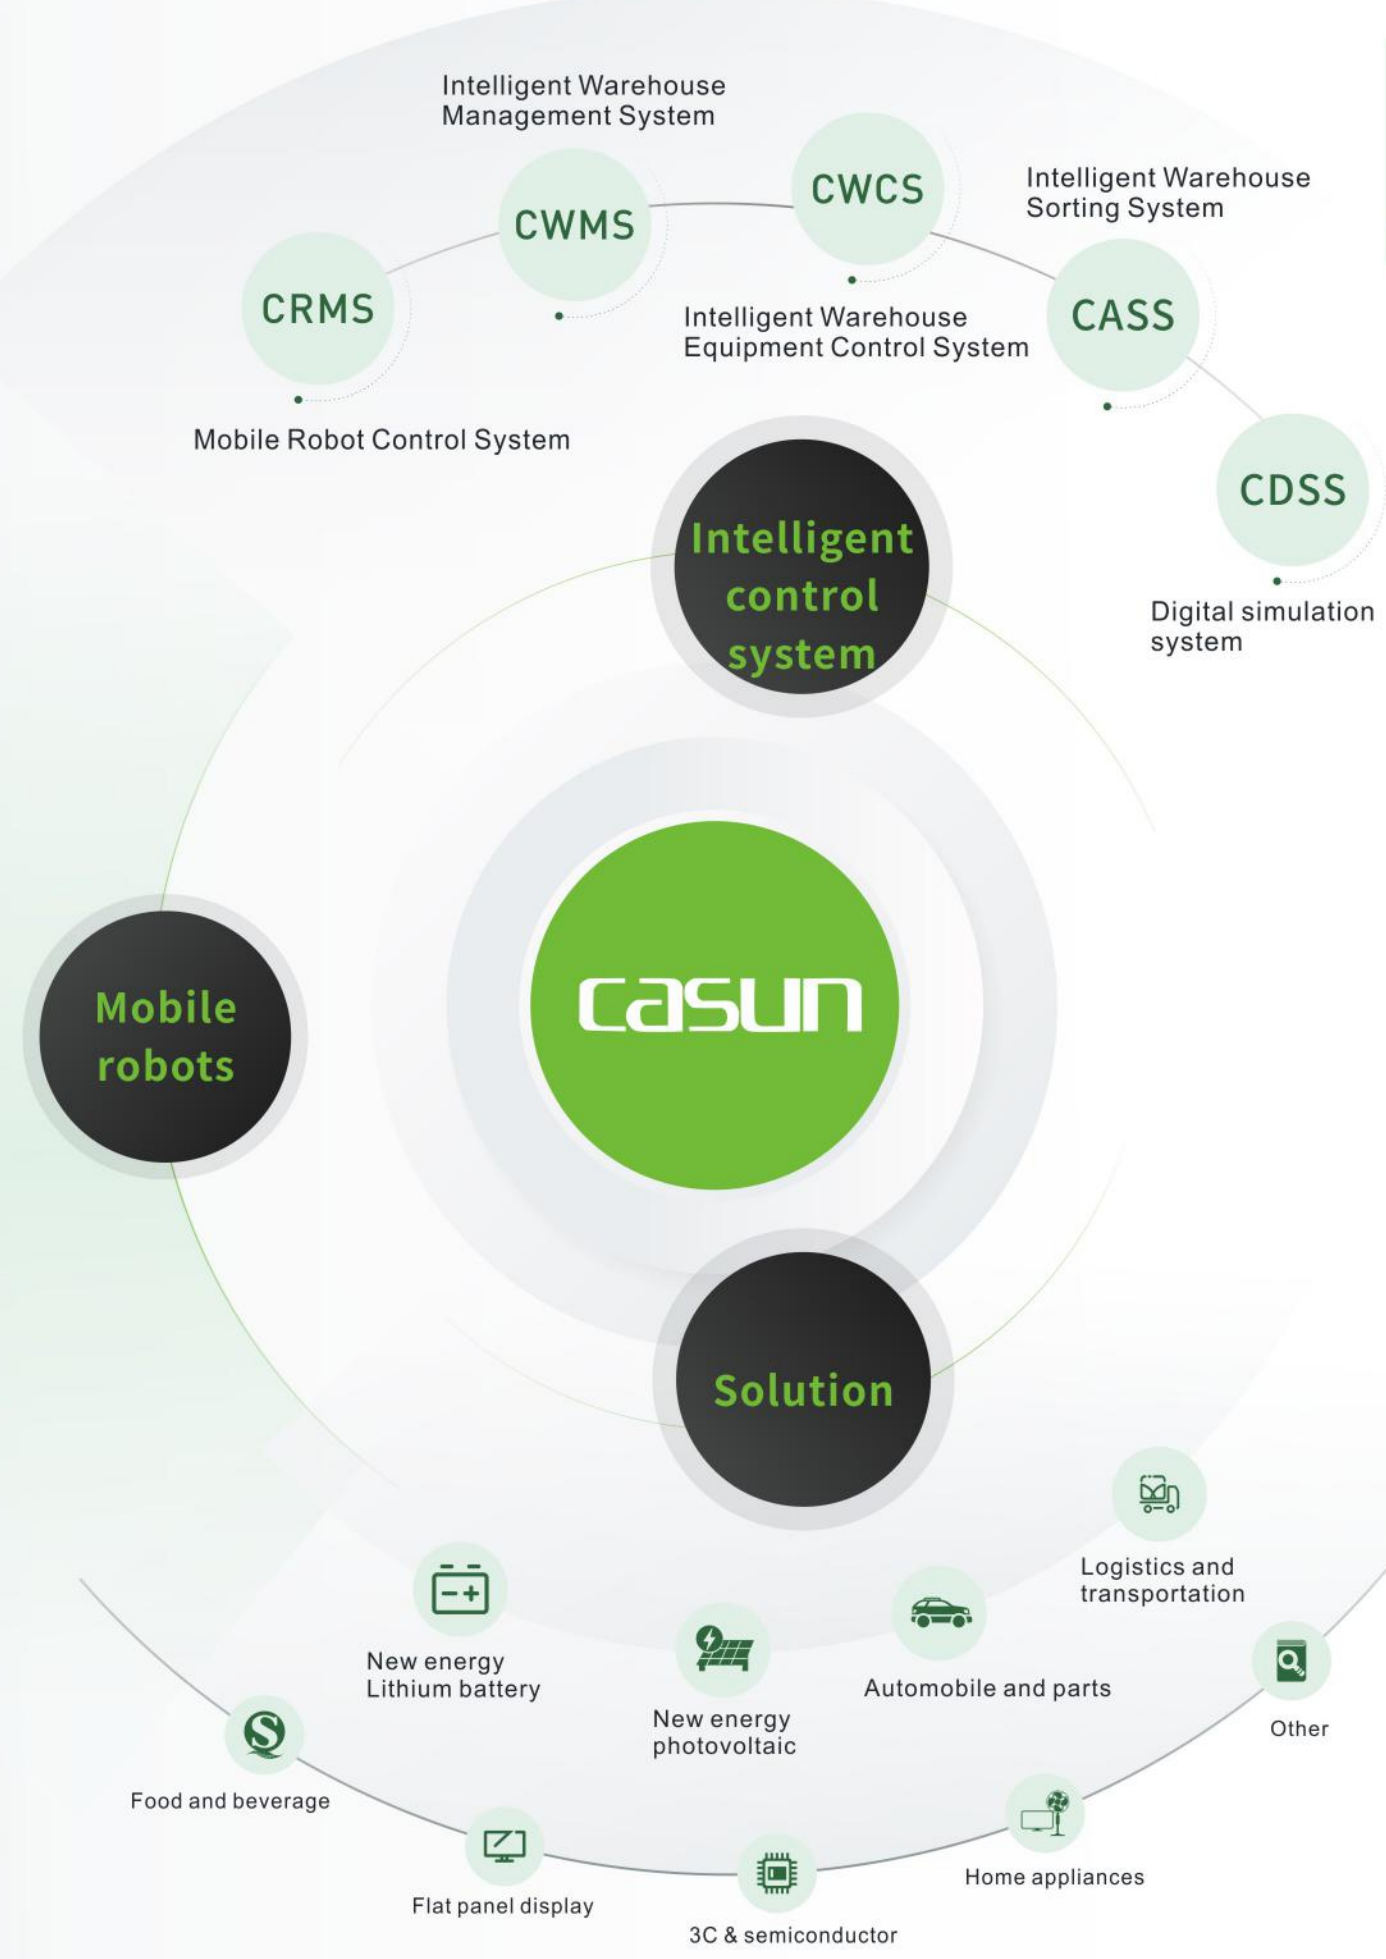 Intelligent Warehouse
Management System
CWMS
CWCS
Intelligent Warehouse
Sorting System
CRMS
Intelligent Warehouse
Equipment Control System
CASS
Mobile Robot Control System
CDSS
Digital simulation
system
Intelligent
control
system
Mobile
robots
casun
Solution
Logistics and
transportation
New energy
Lithium battery
New energy
photovoltaic
Automobile and parts
Other
S
Food and beverage
Flat panel display
3C & semiconductor
Home appliances